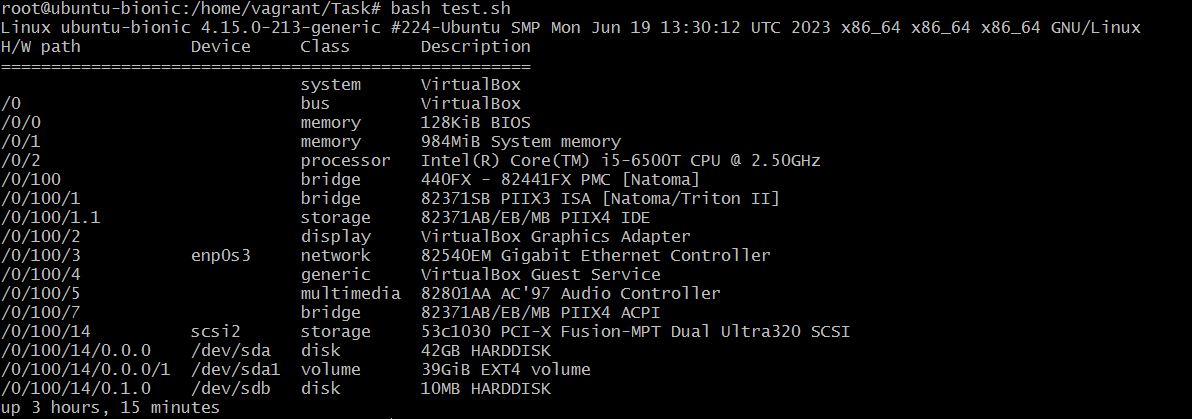 root@ubuntu-bionic:/home/vagrant/Task# bash test.sh
Linux ubuntu-bionic 4.15.0-213-generic #224-Ubuntu SMP Mon Jun 19 13:30:12 UTC 2023 x86_64 x86_64 x86_64 GNU/Linux
H/W path           Device     Class      Description
=====================================================
                              system     VirtualBox
/0                            bus        VirtualBox
/0/0                          memory     128KiB BIOS
/0/1                          memory     984MiB System memory
/0/2                          processor  Intel(R) Core(TM) i5-6500T CPU @ 2.50GHz
/0/100                        bridge     440FX - 82441FX PMC [Natoma]
/0/100/1                      bridge     82371SB PIIX3 ISA [Natoma/Triton II]
/0/100/1.1                    storage    82371AB/EB/MB PIIX4 IDE
/0/100/2                      display    VirtualBox Graphics Adapter
/0/100/3           enp0s3     network    82540EM Gigabit Ethernet Controller
/0/100/4                      generic    VirtualBox Guest Service
/0/100/5                      multimedia  82801AA AC'97 Audio Controller
/0/100/7                      bridge     82371AB/EB/MB PIIX4 ACPI
/0/100/14          scsi2      storage    53c1030 PCI-X Fusion-MPT Dual Ultra320 SCSI
/0/100/14/0.0.0    /dev/sda   disk       42GB HARDDISK
/0/100/14/0.0.0/1  /dev/sda1  volume     39GiB EXT4 volume
/0/100/14/0.1.0    /dev/sdb   disk       10MB HARDDISK
up 3 hours, 15 minutes